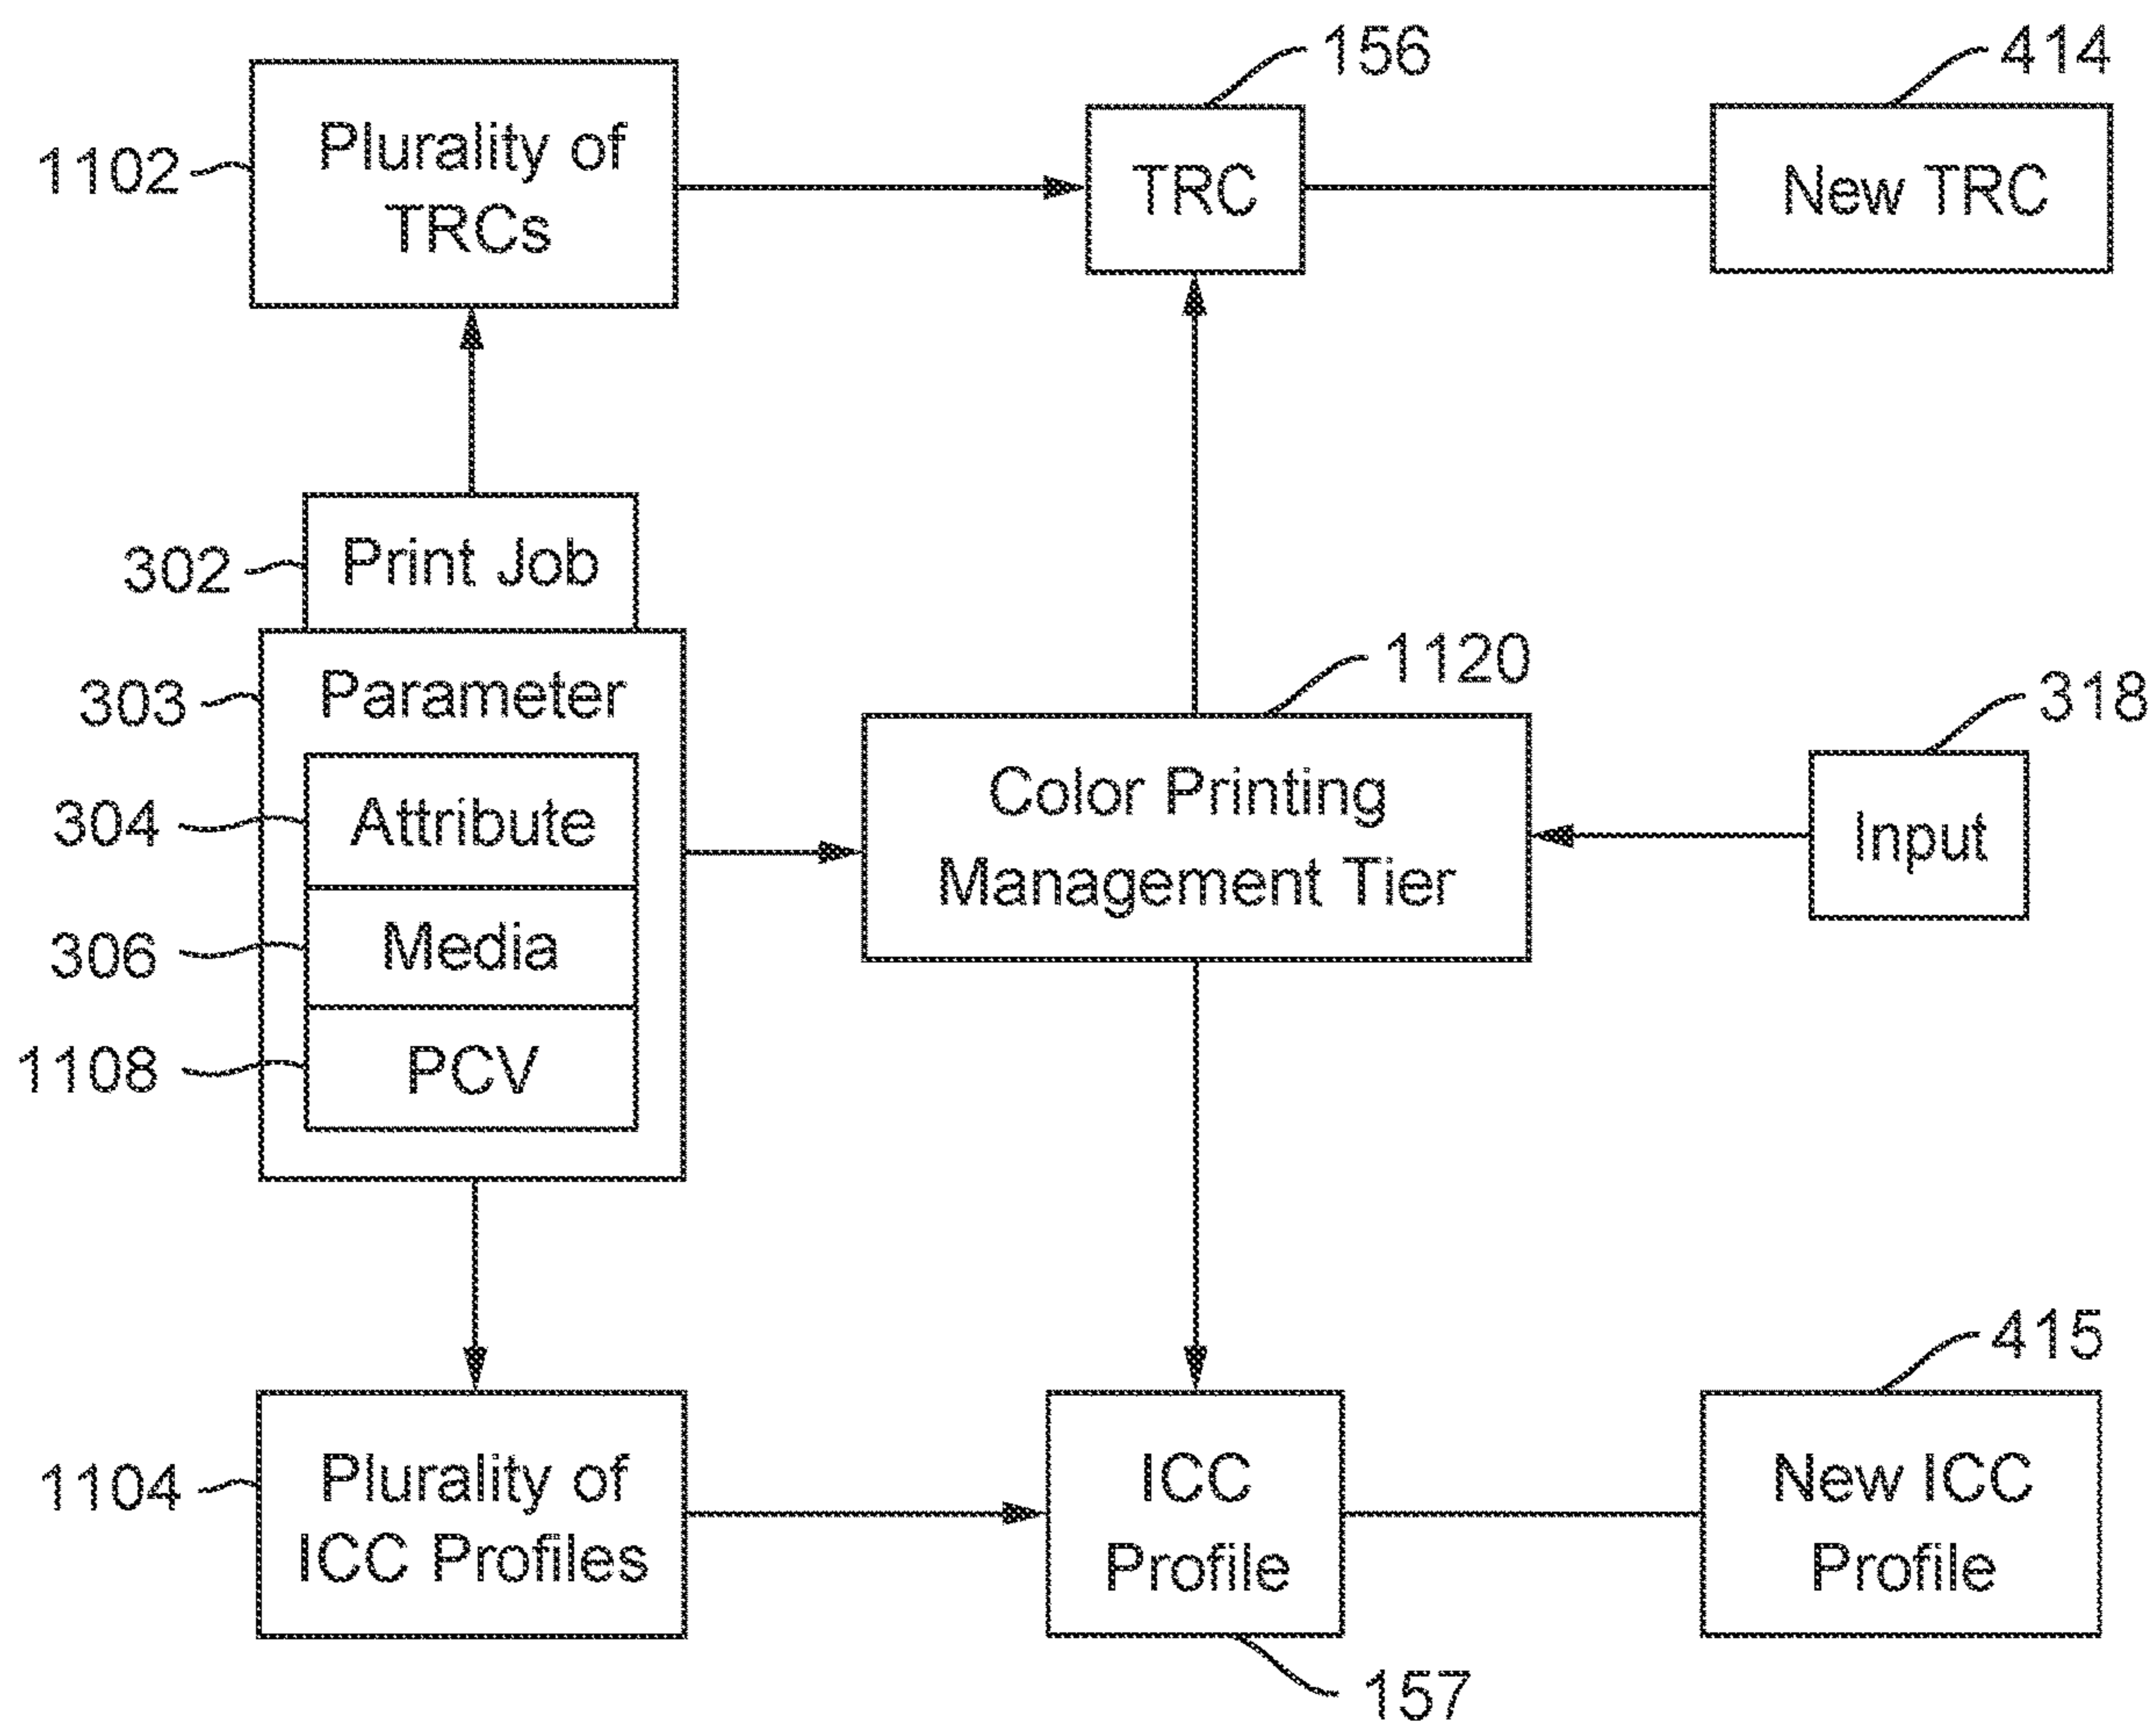 156
414
1102
Plurality of
TRCs
TRC
New TRC
302
Print Job
303
Parameter
1120
318
304
Attribute
Color Printing
Management Tier
Input
306
Media
1108
PCV
415
1104
Plurality of
ICC Profiles
ICC
Profile
New ICC
Profile
157